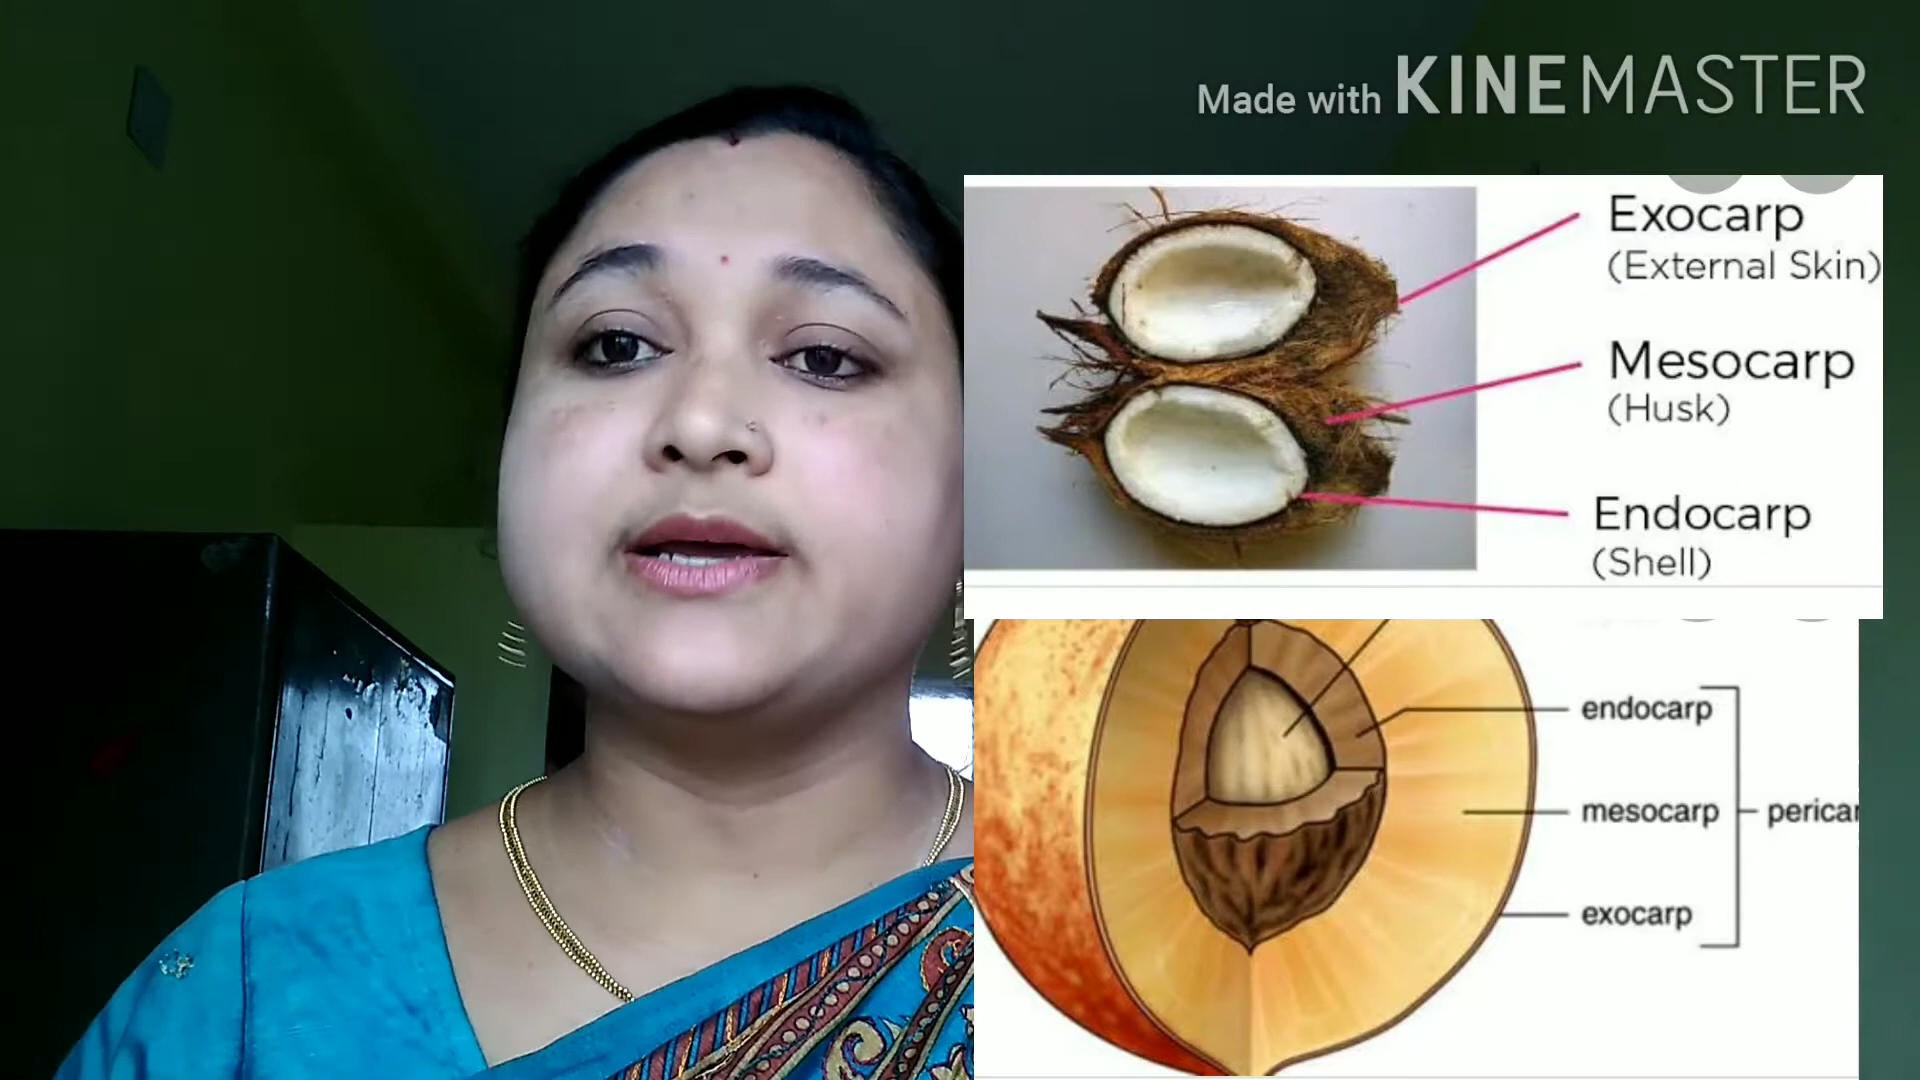 Made with KINEMASTER
Exocarp
(External Skin)
Mesocarp
(Husk)
Endocarp
(Shell)
endocarp
mesocarp
perica
exocarp